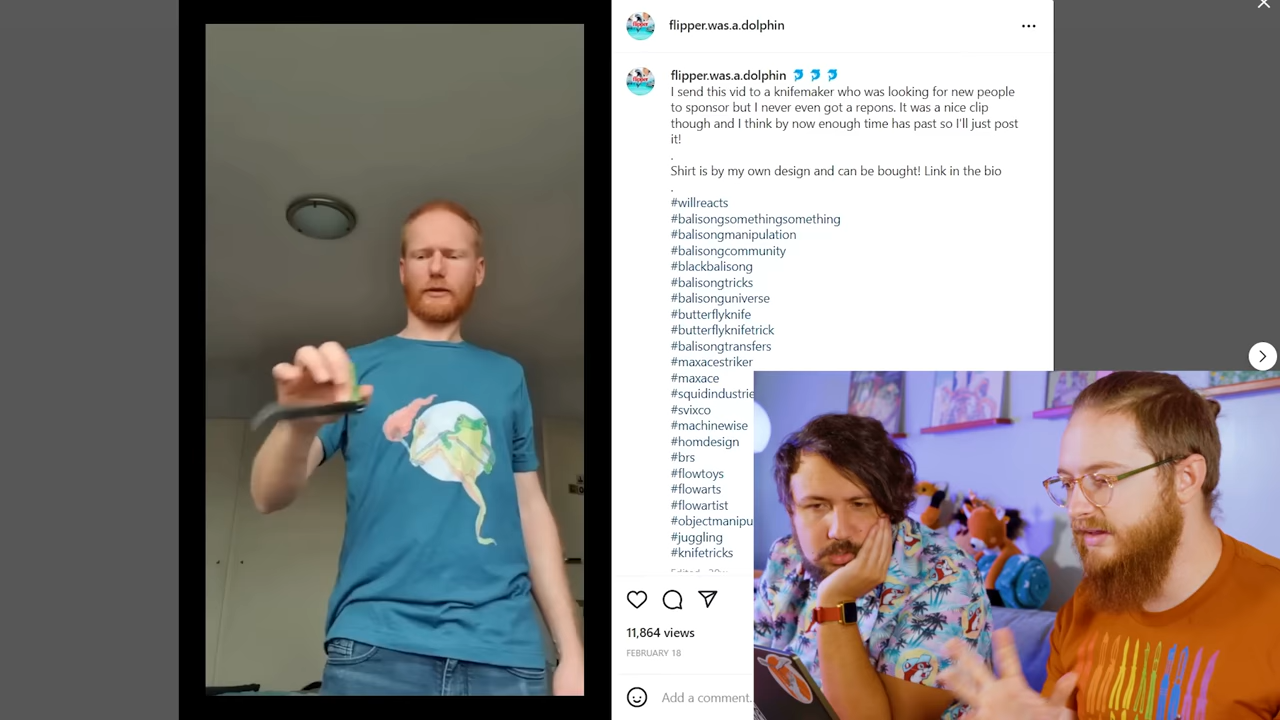 flipper.was.a.dolphin
flipper.was.a.dolphin
I send this vid to a knifemaker who was looking for new people
to sponsor but I never even got a repons. It was a nice clip
though and I think by now enough time has past so I'll just post
it!
.
Shirt is by my own design and can be bought! Link in the bio
.
#willreacts
#balisongsomethingsomething
#balisongmanipulation
#balisongcommunity
#blackbalisong
#balisongtricks
#balisonguniverse
#butterflyknife
#butterflyknifetrick
#balisongtransfers
#maxacestriker
#maxace
#squidindustrie
#svixco
#machinewise
#homdesign
#brs
#flowtoys
#flowarts
#flowartist
#objectmanipu
#juggling
#knifetricks
11,864 views
FEBRUARY 18
Add a comment.